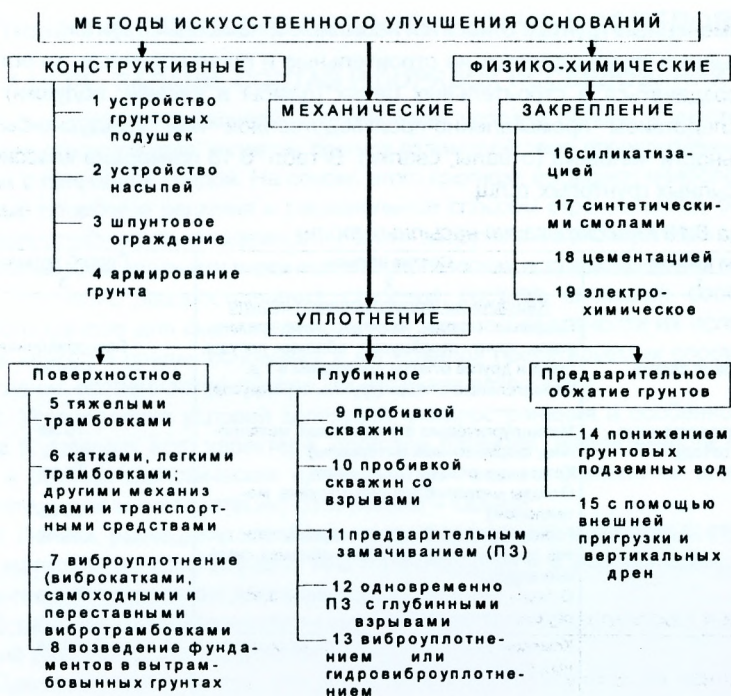 МЕТОДЫ ИСКУССТВЕННОГО УЛУЧШЕНИЯ ОСНОВАНИЙ
КОНСТРУКТИВНЫЕ
1 устройство
грунтовых
подушек
2 устройство
насыпей
3 шпунтовое
ограждение
4 армирование
грунта
МЕХАНИЧЕСКИЕ
ФИЗИКО-ХИМИЧЕСКИЕ
ЗАКРЕПЛЕНИЕ
16 силикатиза-
цией
17 синтетически-
ми смолами
18 цементацией
19 электро-
химическое
УПЛОТНЕНИЕ
Поверхностное
5 тяжелыми
трамбовками
6 катками, легкими
трамбовками;
другими механиз
мами и транспорт-
ными средствами
7 виброуплотнение
(виброкатками,
самоходными и
переставными
вибротрамбовками
8 возведение фунда-
ментов в вытрам-
бовынных грунтах
Глубинное
9 пробивкой
скважин
10 пробивкой
скважин со
взрывами
11 предварительным
замачиванием (ПЗ)
12 одновременно
ПЗ с глубинными
взрывами
13 виброуплотне-
нием или
гидровиброуплотне-
нием
Предварительное
обжатие грунтов
14 понижением
грунтовых
подземных вод
15 с помощью
внешней
пригрузки и
вертикальных
дрен